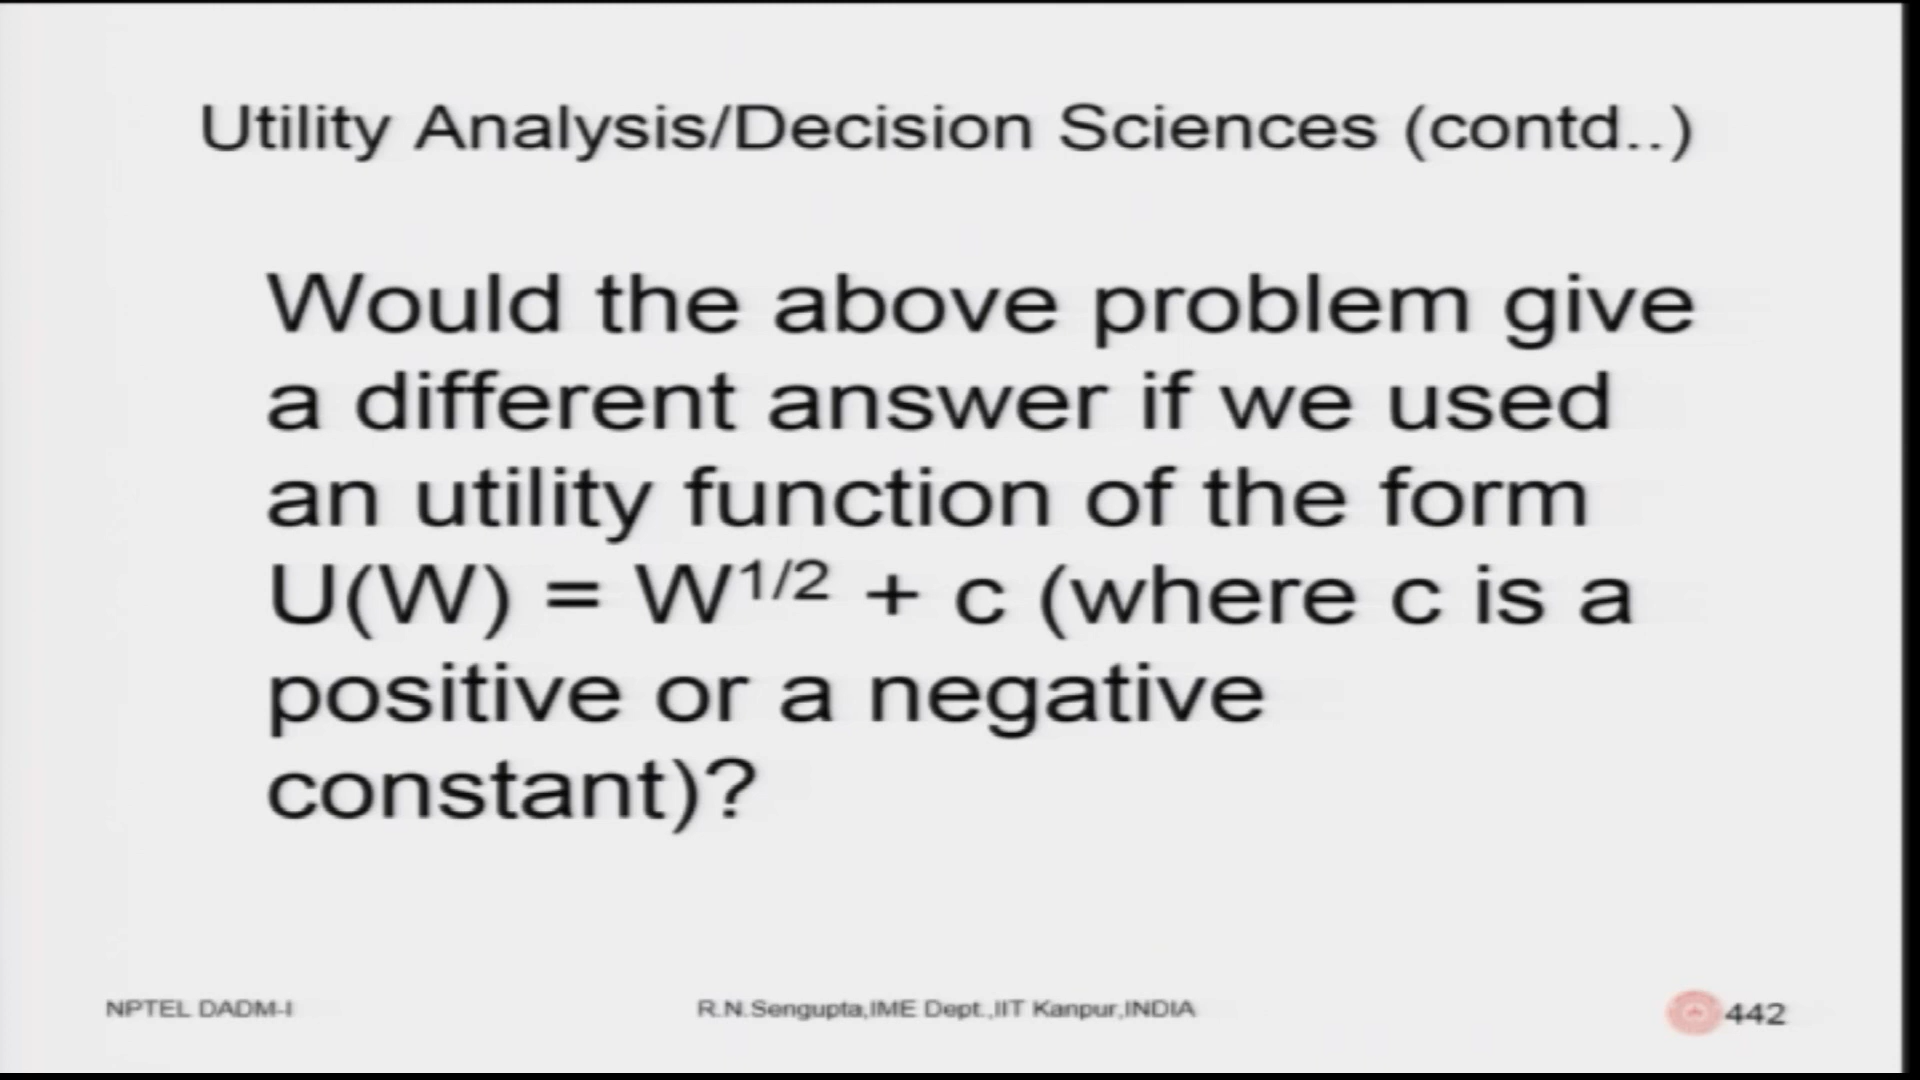 Utility Analysis/Decision Sciences (contd..)
Would the above problem give
a different answer if we used
an utility function of the form
U(W) = W^1/2 + c (where c is a
positive or a negative
constant)?
NPTEL DADM-I
R.N.Sengupta,IME Dept.,IIT Kanpur,INDIA
442